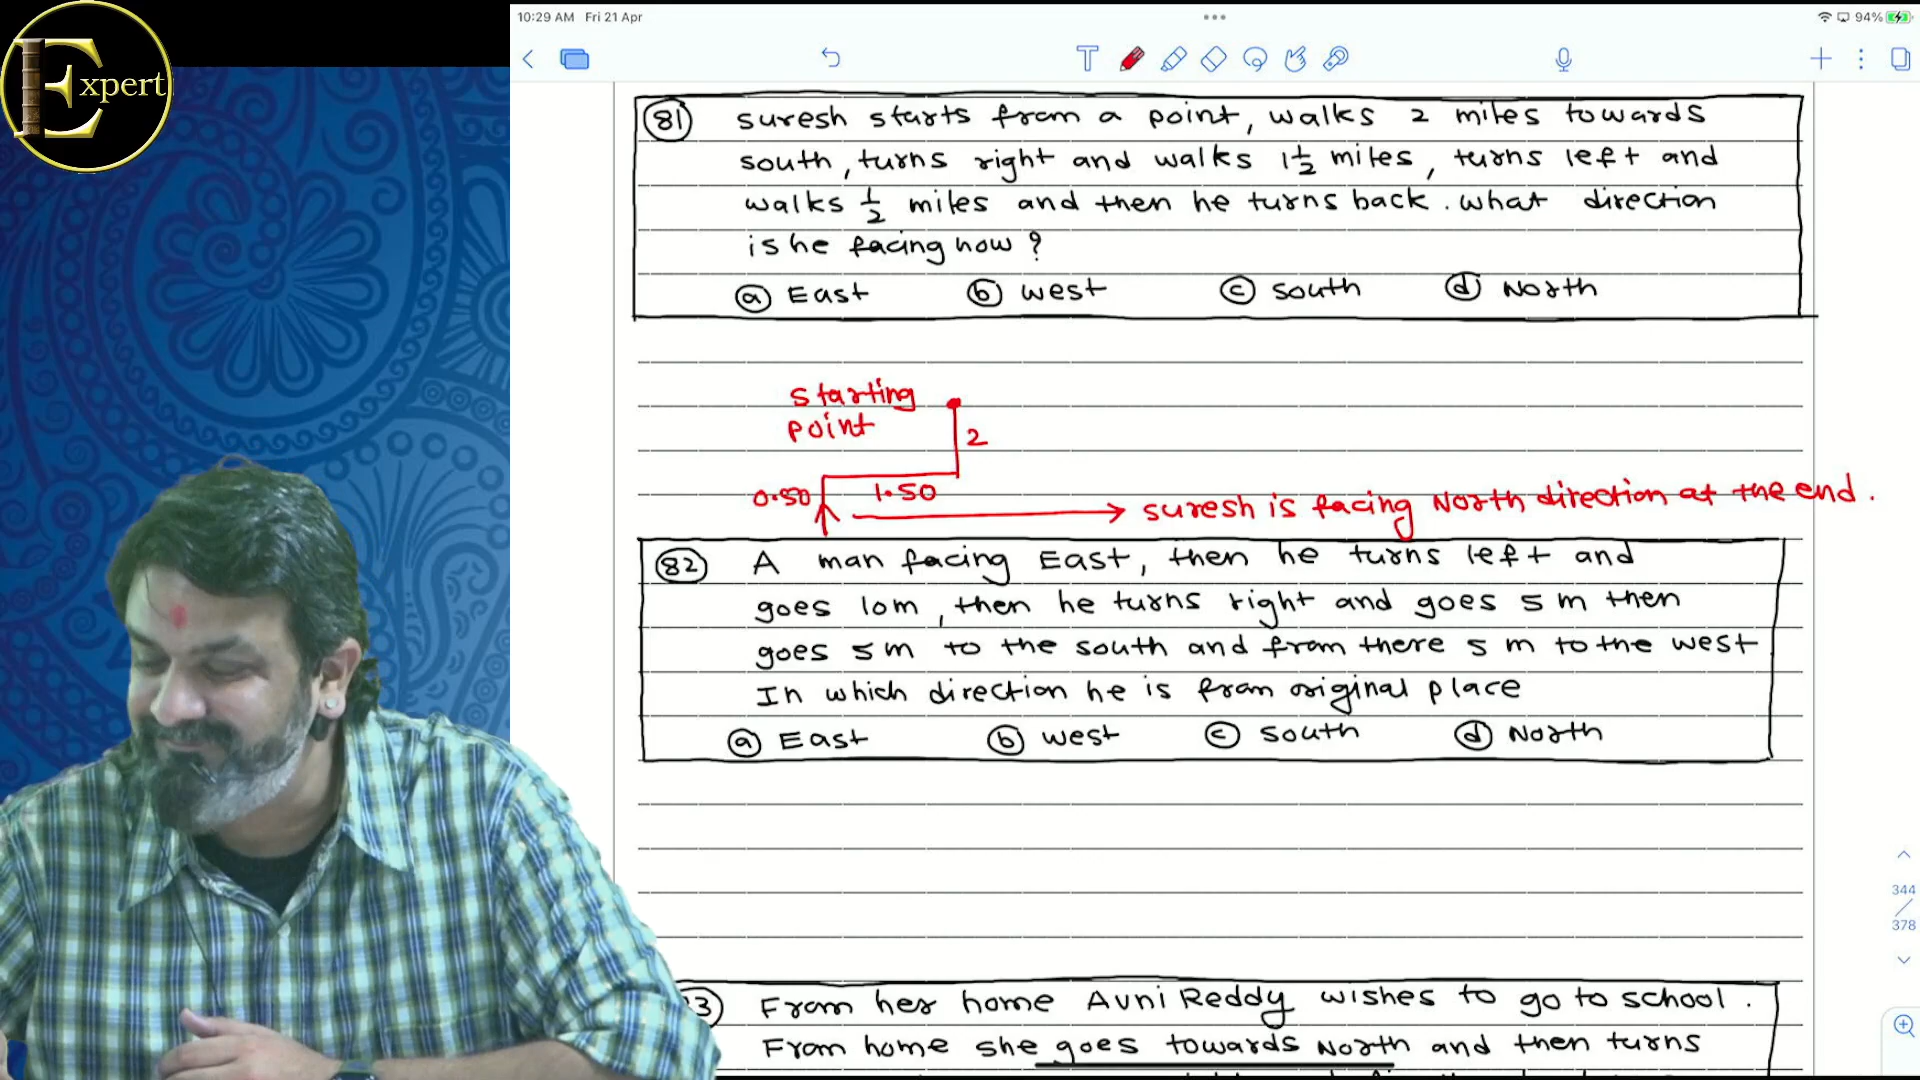 Expert
10:29 AM Fri 21 Apr
94%
81 suresh starts from a point, walks 2 miles towards
south, turns right and walks 1 1/2 miles, turns left and
walks 1/2 miles and then he turns back. what direction
is he facing now ?
a East b west c south d North
starting
point
2
0.50 1.50
suresh is facing North direction at the end.
82 A man facing East, then he turns left and
goes 10m, then he turns right and goes 5 m then
goes 5 m to the south and from there 5 m to the west
In which direction he is from original place
a East b west c south d North
344
378
3 From her home Avni Reddy wishes to go to school .
From home she goes towards North and then turns